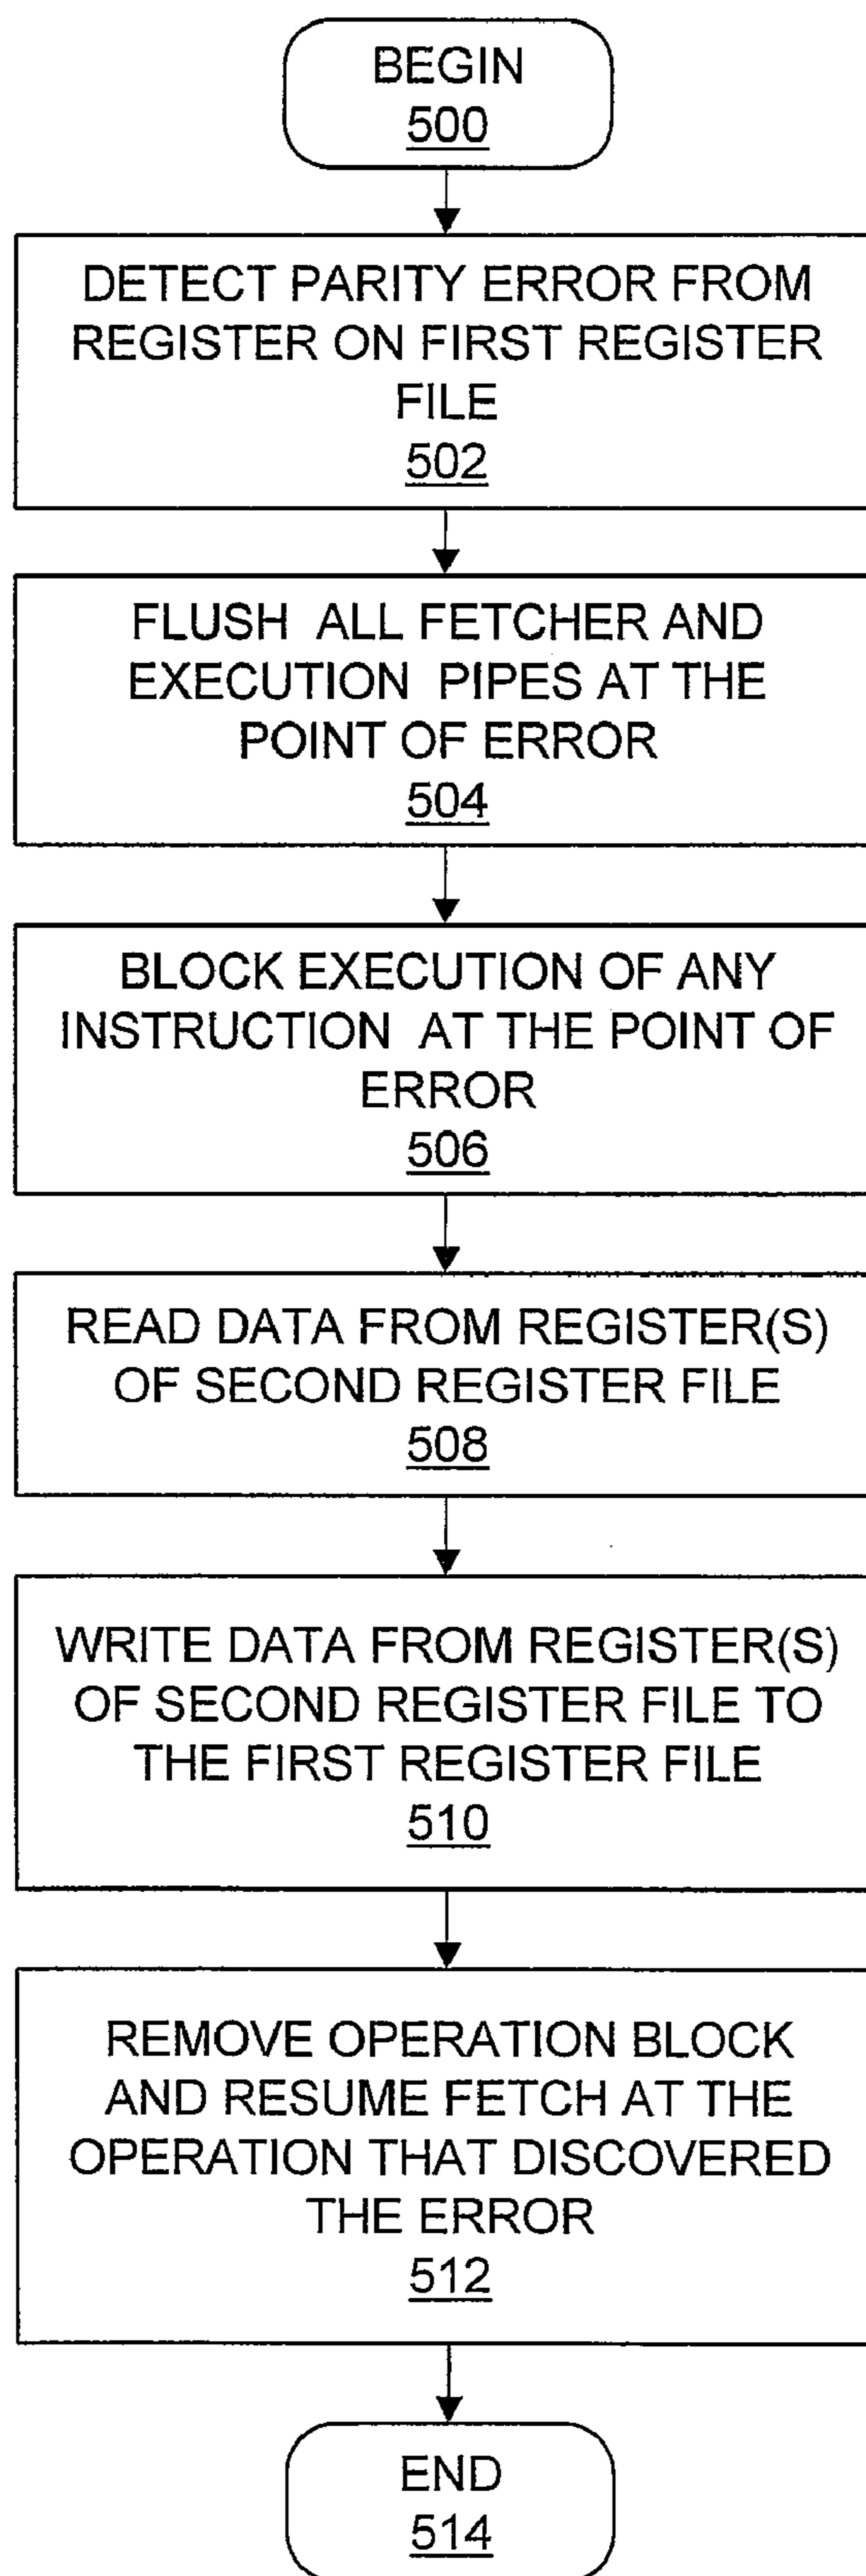 BEGIN
500
DETECT PARITY ERROR FROM
REGISTER ON FIRST REGISTER
FILE
502
FLUSH ALL FETCHER AND
EXECUTION PIPES AT THE
POINT OF ERROR
504
BLOCK EXECUTION OF ANY
INSTRUCTION AT THE POINT OF
ERROR
506
READ DATA FROM REGISTER(S)
OF SECOND REGISTER FILE
508
WRITE DATA FROM REGISTER(S)
OF SECOND REGISTER FILE TO
THE FIRST REGISTER FILE
510
REMOVE OPERATION BLOCK
AND RESUME FETCH AT THE
OPERATION THAT DISCOVERED
THE ERROR
512
END
514